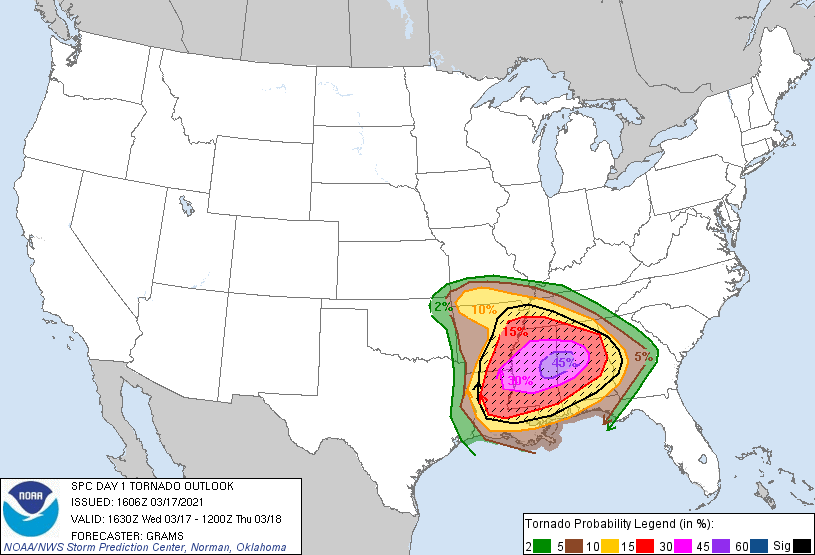 2%
10%
15%
5%
45%
30%
NOAA
SPC DAY 1 TORNADO OUTLOOK
ISSUED: 1606Z 03/17/2021
VALID: 1630Z Wed 03/17 - 1200Z Thu 03/18
FORECASTER: GRAMS
NOAA/NWS Storm Prediction Center, Norman, Oklahoma
Tornado Probability Legend (in %):
2 5 10 15 30 45 60 Sig